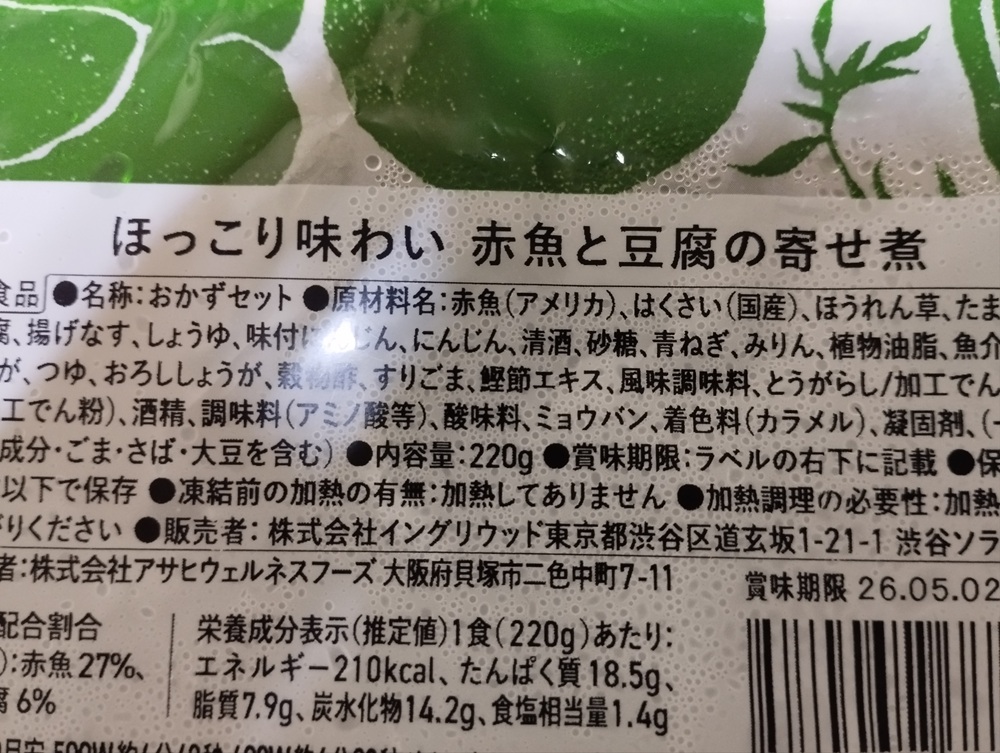 ほっこり味わい 赤魚と豆腐の寄せ煮
食品 ●名称:おかずセット ●原材料名:赤魚(アメリカ)、はくさい(国産)、ほうれん草、たま
腐、揚げなす、しょうゆ、味付けにんじん、にんじん、清酒、砂糖、青ねぎ、みりん、植物油脂、魚介
が、つゆ、おろししょうが、穀物酢、すりごま、鰹節エキス、風味調味料、とうがらし/加工でん
工でん粉)、酒精、調味料(アミノ酸等)、酸味料、ミョウバン、着色料(カラメル)、凝固剤、(一
成分・ごま・さば・大豆を含む) ●内容量:220g ●賞味期限:ラベルの右下に記載 ●保
以下で保存 ●凍結前の加熱の有無:加熱してありません ●加熱調理の必要性:加熱
がりください ●販売者:株式会社イングリウッド東京都渋谷区道玄坂1-21-1 渋谷ソラ
者:株式会社アサヒウェルネスフーズ 大阪府貝塚市二色中町7-11
賞味期限 26.05.02
配合割合
):赤魚27%、
腐6%
栄養成分表示(推定値)1食(220g)あたり:
エネルギー210kcal、たんぱく質18.5g、
脂質7.9g、炭水化物14.2g、食塩相当量1.4g